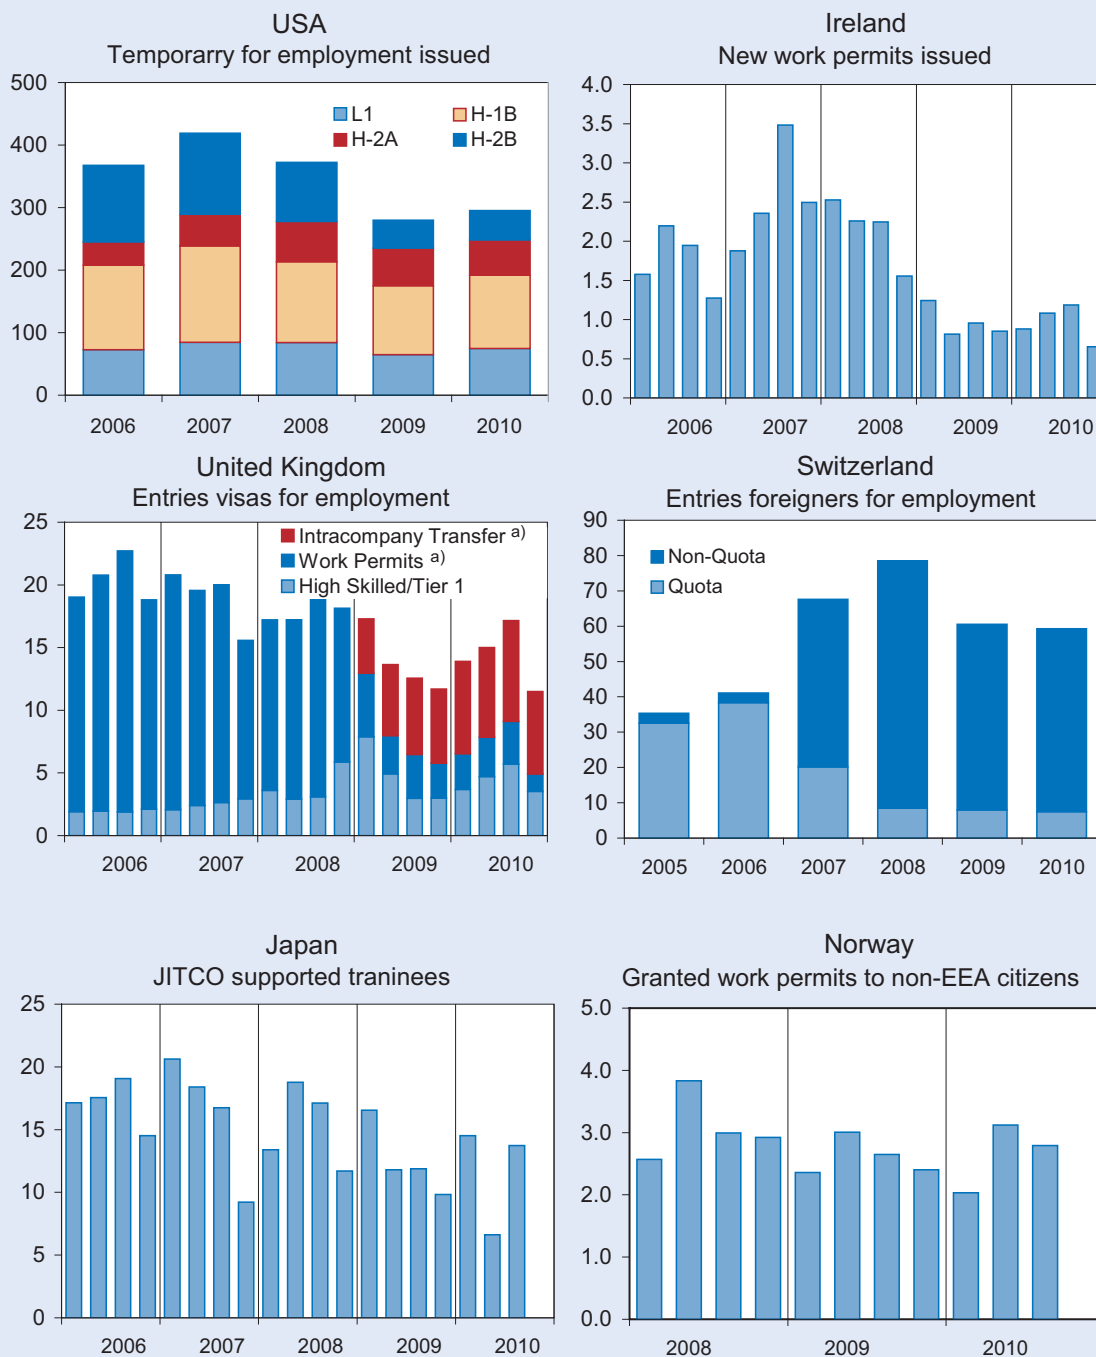 USA
Temporarry for employment issued
500
400
300
200
100
0
L1
H-1B
H-2A
H-2B
2006 2007 2008 2009 2010
Ireland
New work permits issued
4.0
3.5
3.0
2.5
2.0
1.5
1.0
0.5
0.0
2006 2007 2008 2009 2010
United Kingdom
Entries visas for employment
25
20
15
10
5
0
Intracompany Transfer a)
Work Permits a)
High Skilled/Tier 1
2006 2007 2008 2009 2010
Switzerland
Entries foreigners for employment
90
80
70
60
50
40
30
20
10
0
Non-Quota
Quota
2005 2006 2007 2008 2009 2010
Japan
JITCO supported traninees
25
20
15
10
5
0
2006 2007 2008 2009 2010
Norway
Granted work permits to non-EEA citizens
5.0
4.0
3.0
2.0
1.0
0.0
2008 2009 2010